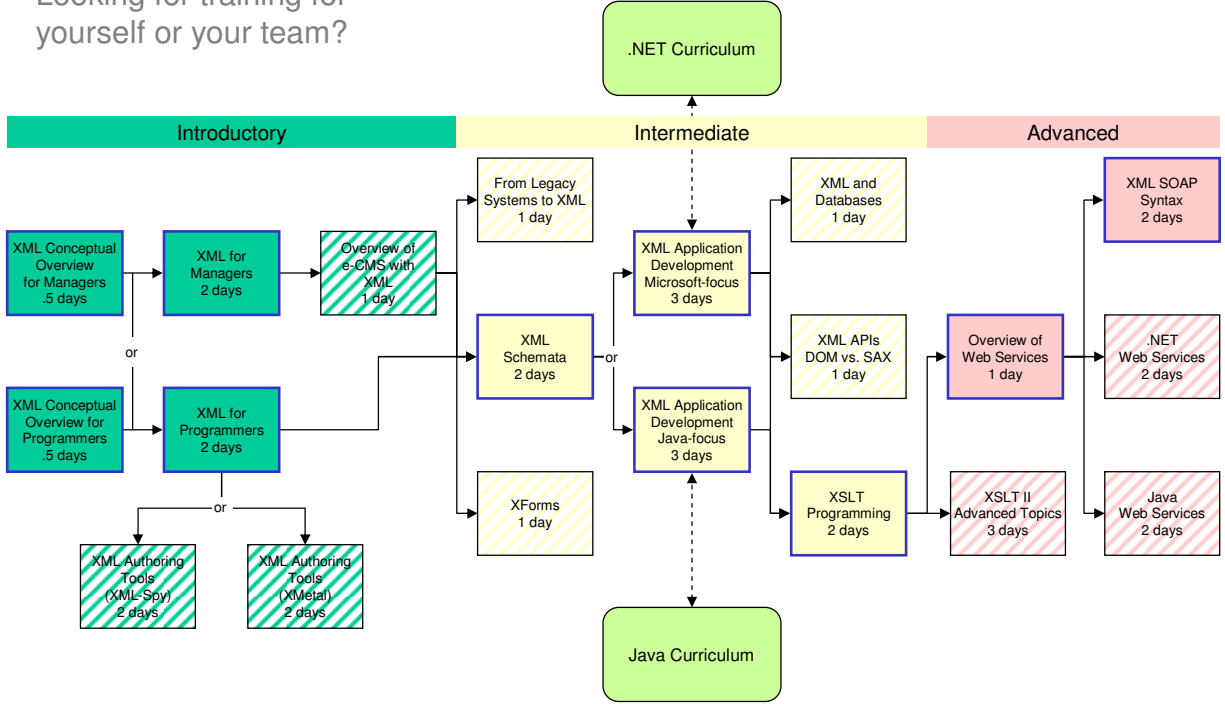 Looking for training for
yourself or your team?
.NET Curriculum
Introductory
Intermediate
Advanced
From Legacy
Systems to XML
1 day
XML and
Databases
1 day
XML SOAP
Syntax
2 days
XML Conceptual
Overview
for Managers
.5 days
XML for
Managers
2 days
Overview of
e-CMS with
XML
1 day
XML Application
Development
Microsoft-focus
3 days
or
XML
Schemata
2 days
or
XML APIs
DOM vs. SAX
1 day
Overview of
Web Services
1 day
.NET
Web Services
2 days
XML Conceptual
Overview for
Programmers
.5 days
XML for
Programmers
2 days
XML Application
Development
Java-focus
3 days
or
XForms
1 day
XSLT
Programming
2 days
XSLT II
Advanced Topics
3 days
Java
Web Services
2 days
XML Authoring
Tools
(XML-Spy)
2 days
XML Authoring
Tools
(XMetal)
2 days
Java Curriculum